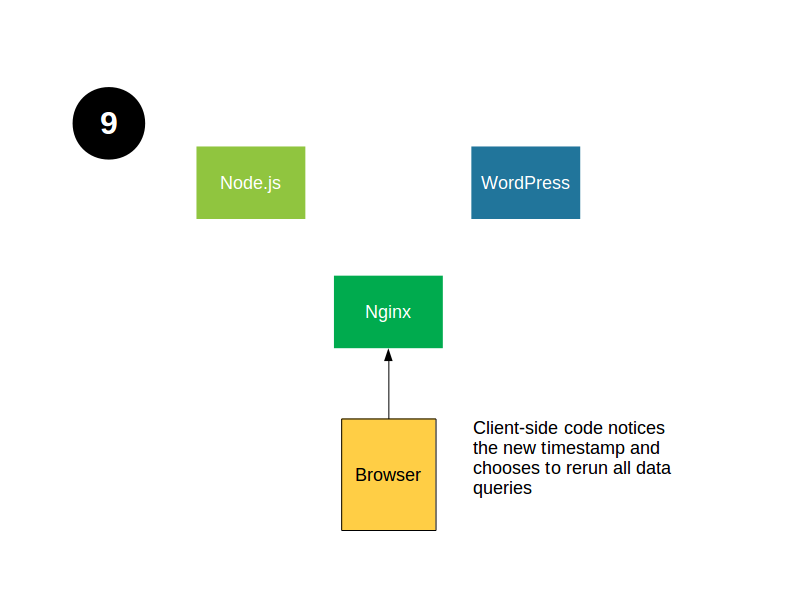 9
Node.js
WordPress
Nginx
Browser
Client-side code notices
the new timestamp and
chooses to rerun all data
queries